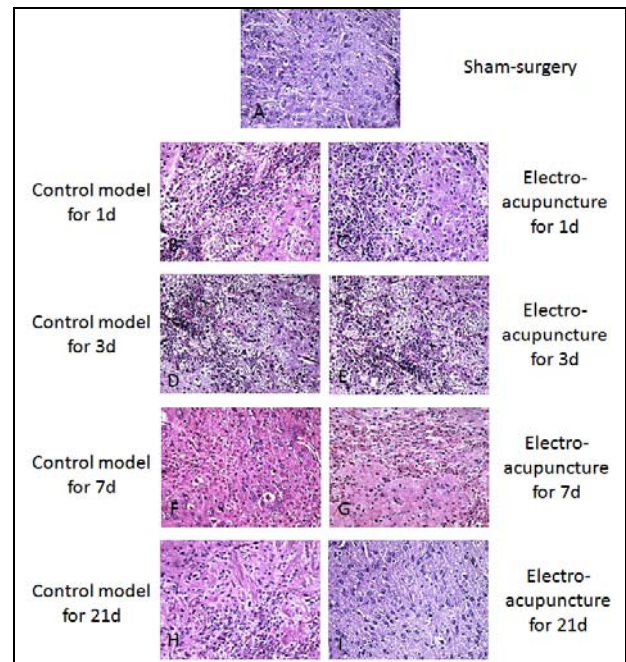 A
Sham-surgery
Control model
for 1d
B
C
Electro-
acupuncture
for 1d
Control model
for 3d
D
E
Electro-
acupuncture
for 3d
Control model
for 7d
F
G
Electro-
acupuncture
for 7d
Control model
for 21d
H
I
Electro-
acupuncture
for 21d